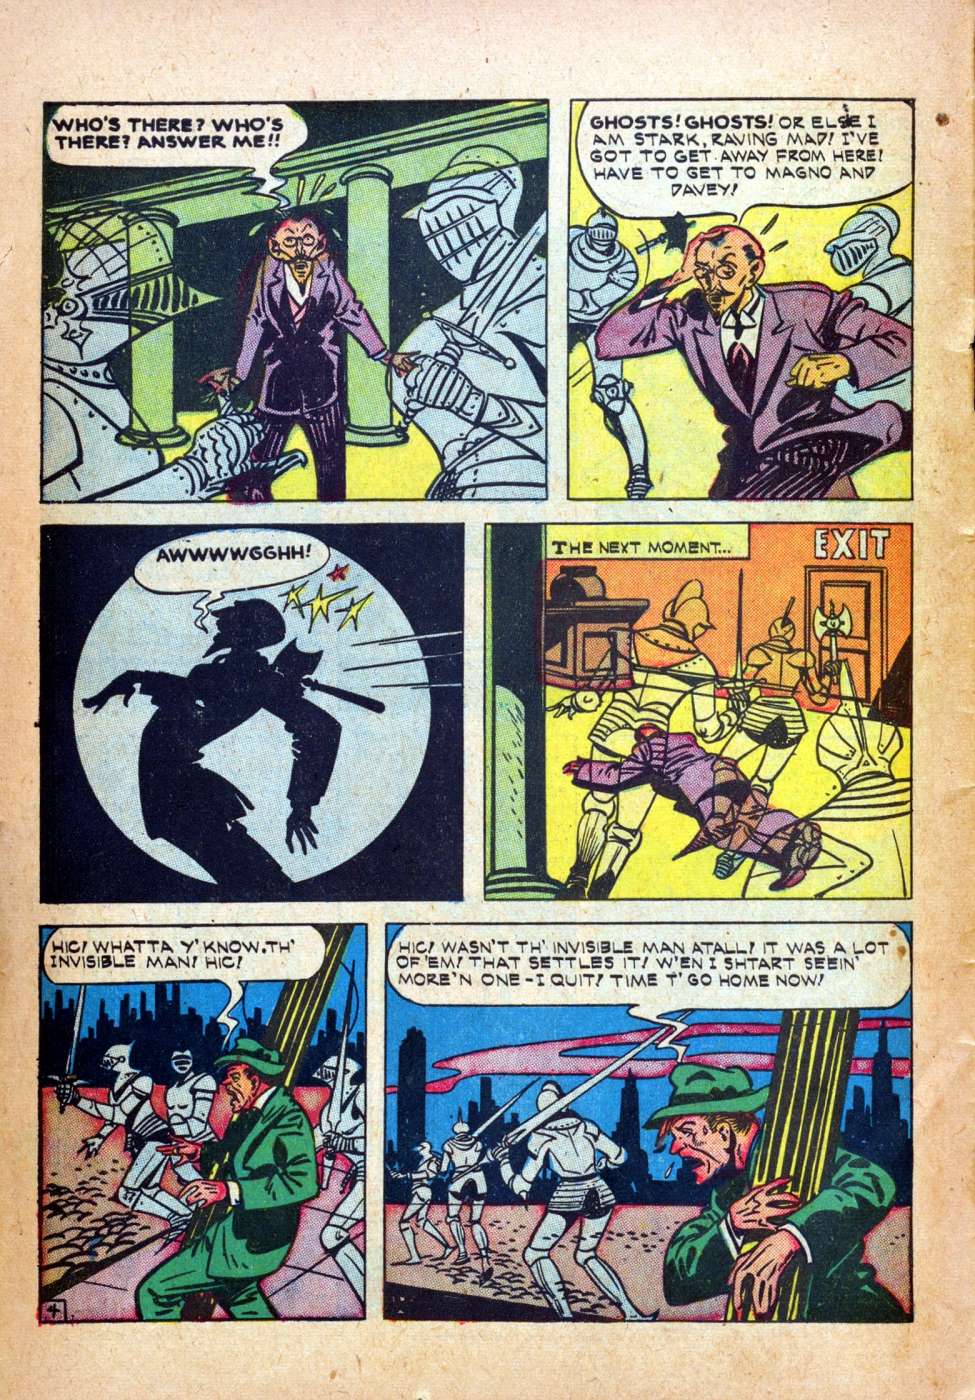 WHO'S THERE? WHO'S
THERE? ANSWER ME!!
GHOSTS! GHOSTS! OR ELSE I
AM STARK, RAVING MAD! I'VE
GOT TO GET AWAY FROM HERE!
HAVE TO GET TO MAGNO AND
DAVEY!
AWWWWGGHH!
THE NEXT MOMENT...
EXIT
HIC! WHATTA Y' KNOW. TH'
INVISIBLE MAN! HIC!
HIC! WASN'T TH' INVISIBLE MAN ATALL! IT WAS A LOT
OF 'EM! THAT SETTLES IT! W'EN I SHTART SEEIN'
MORE'N ONE - I QUIT! TIME T' GO HOME NOW!
4